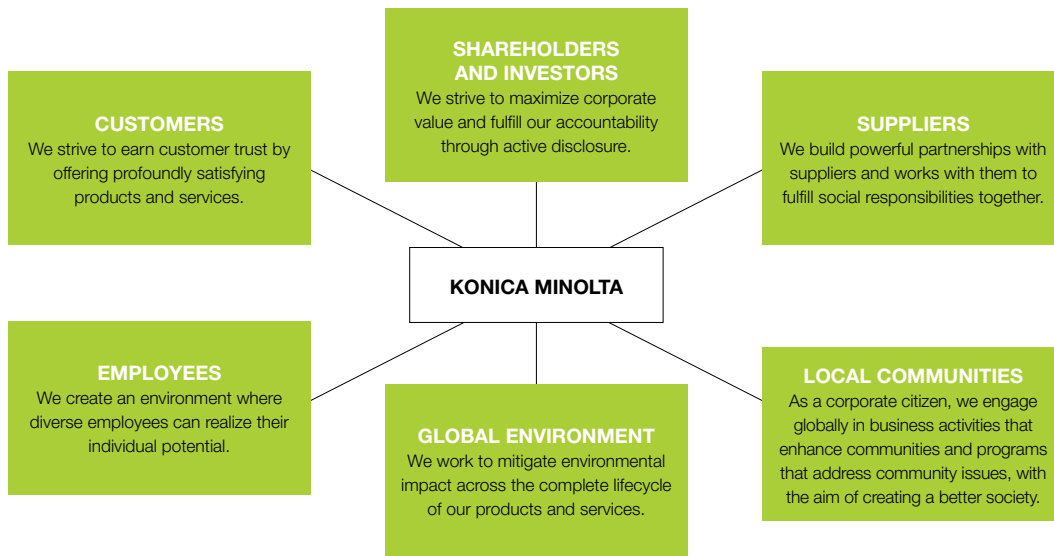 SHAREHOLDERS
AND INVESTORS
We strive to maximize corporate
value and fulfill our accountability
through active disclosure.
CUSTOMERS
We strive to earn customer trust by
offering profoundly satisfying
products and services.
SUPPLIERS
We build powerful partnerships with
suppliers and works with them to
fulfill social responsibilities together.
KONICA MINOLTA
EMPLOYEES
We create an environment where
diverse employees can realize their
individual potential.
GLOBAL ENVIRONMENT
We work to mitigate environmental
impact across the complete lifecycle
of our products and services.
LOCAL COMMUNITIES
As a corporate citizen, we engage
globally in business activities that
enhance communities and programs
that address community issues, with
the aim of creating a better society.